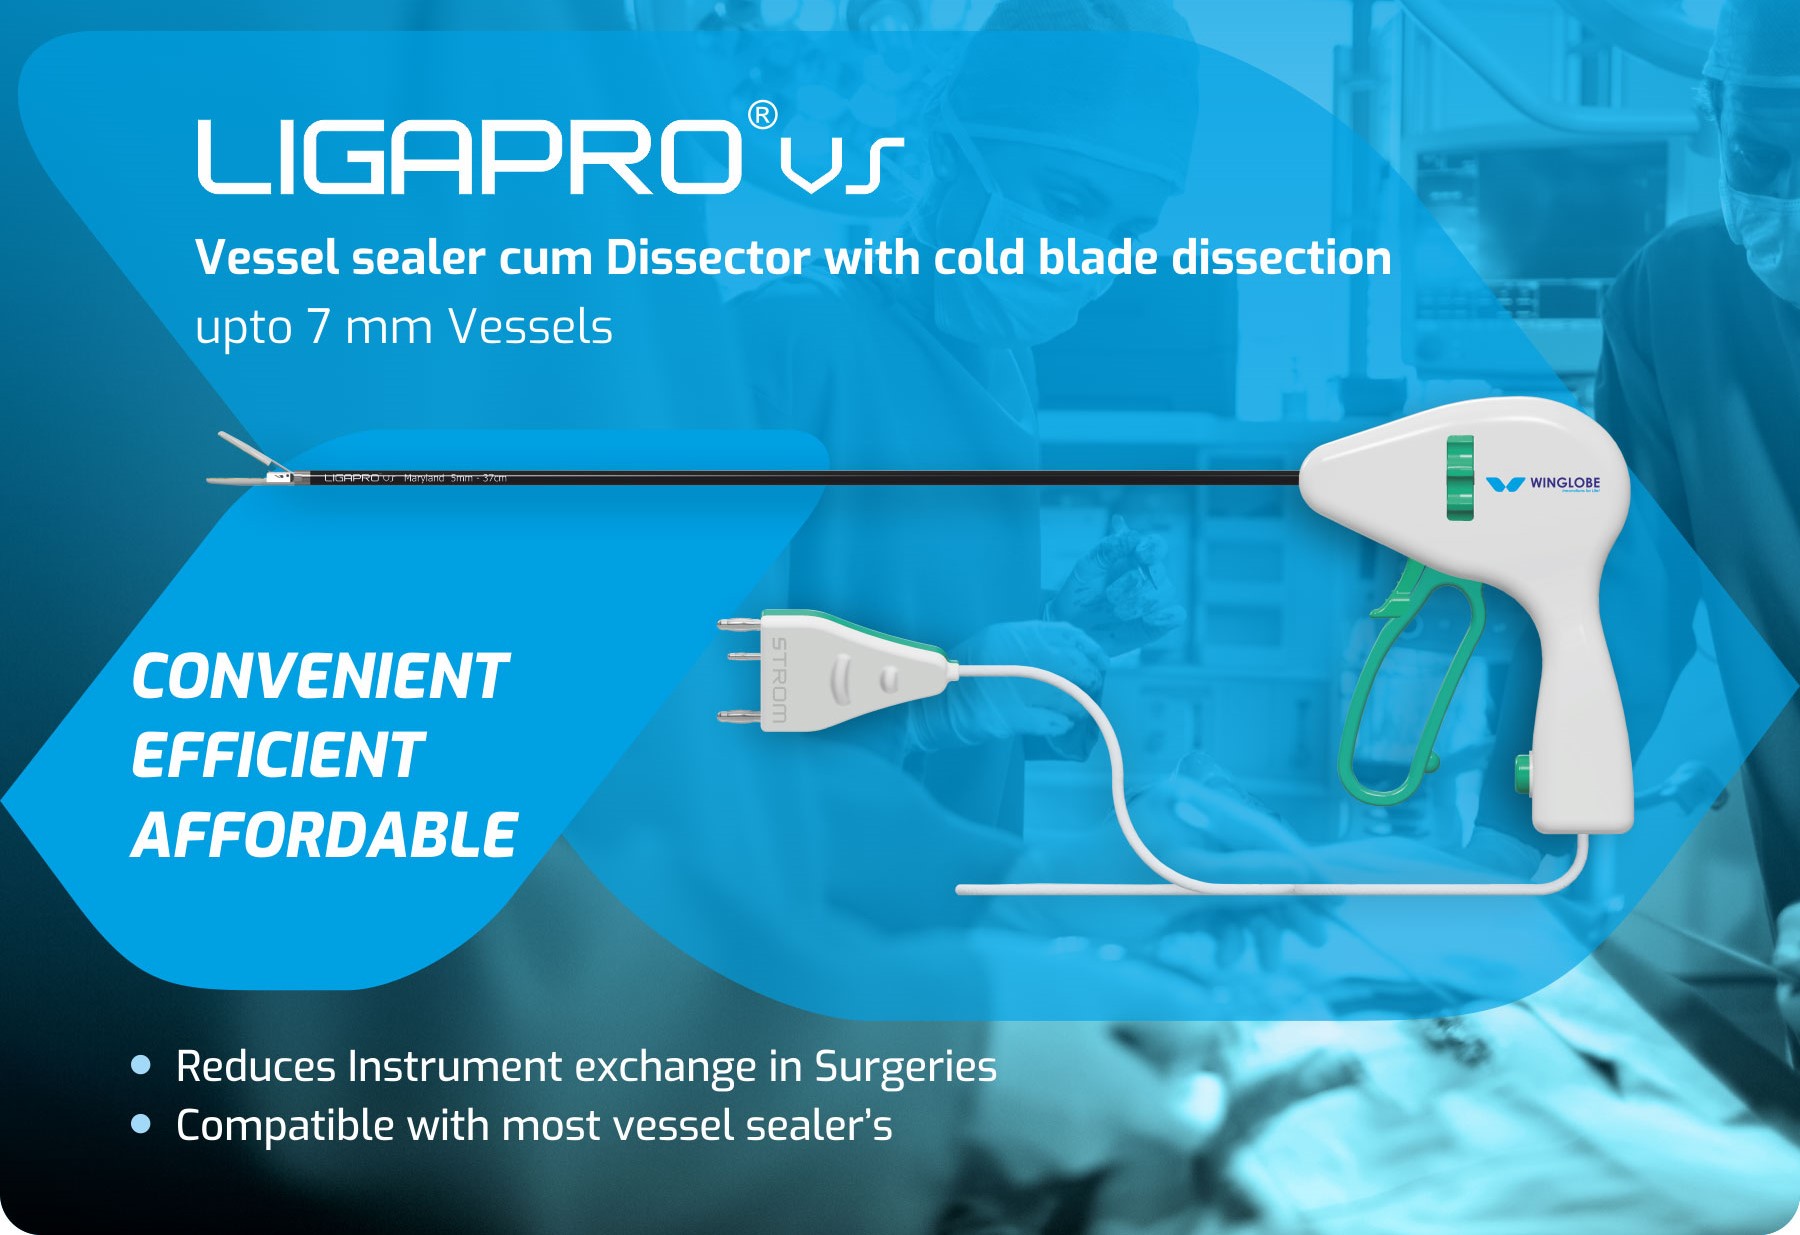 LIGAPRO® VS
Vessel sealer cum Dissector with cold blade dissection
upto 7 mm Vessels
LIGAPRO VS Maryland 5mm - 37cm
WINGLOBE
STROM
CONVENIENT
EFFICIENT
AFFORDABLE
Reduces Instrument exchange in Surgeries
Compatible with most vessel sealer’s